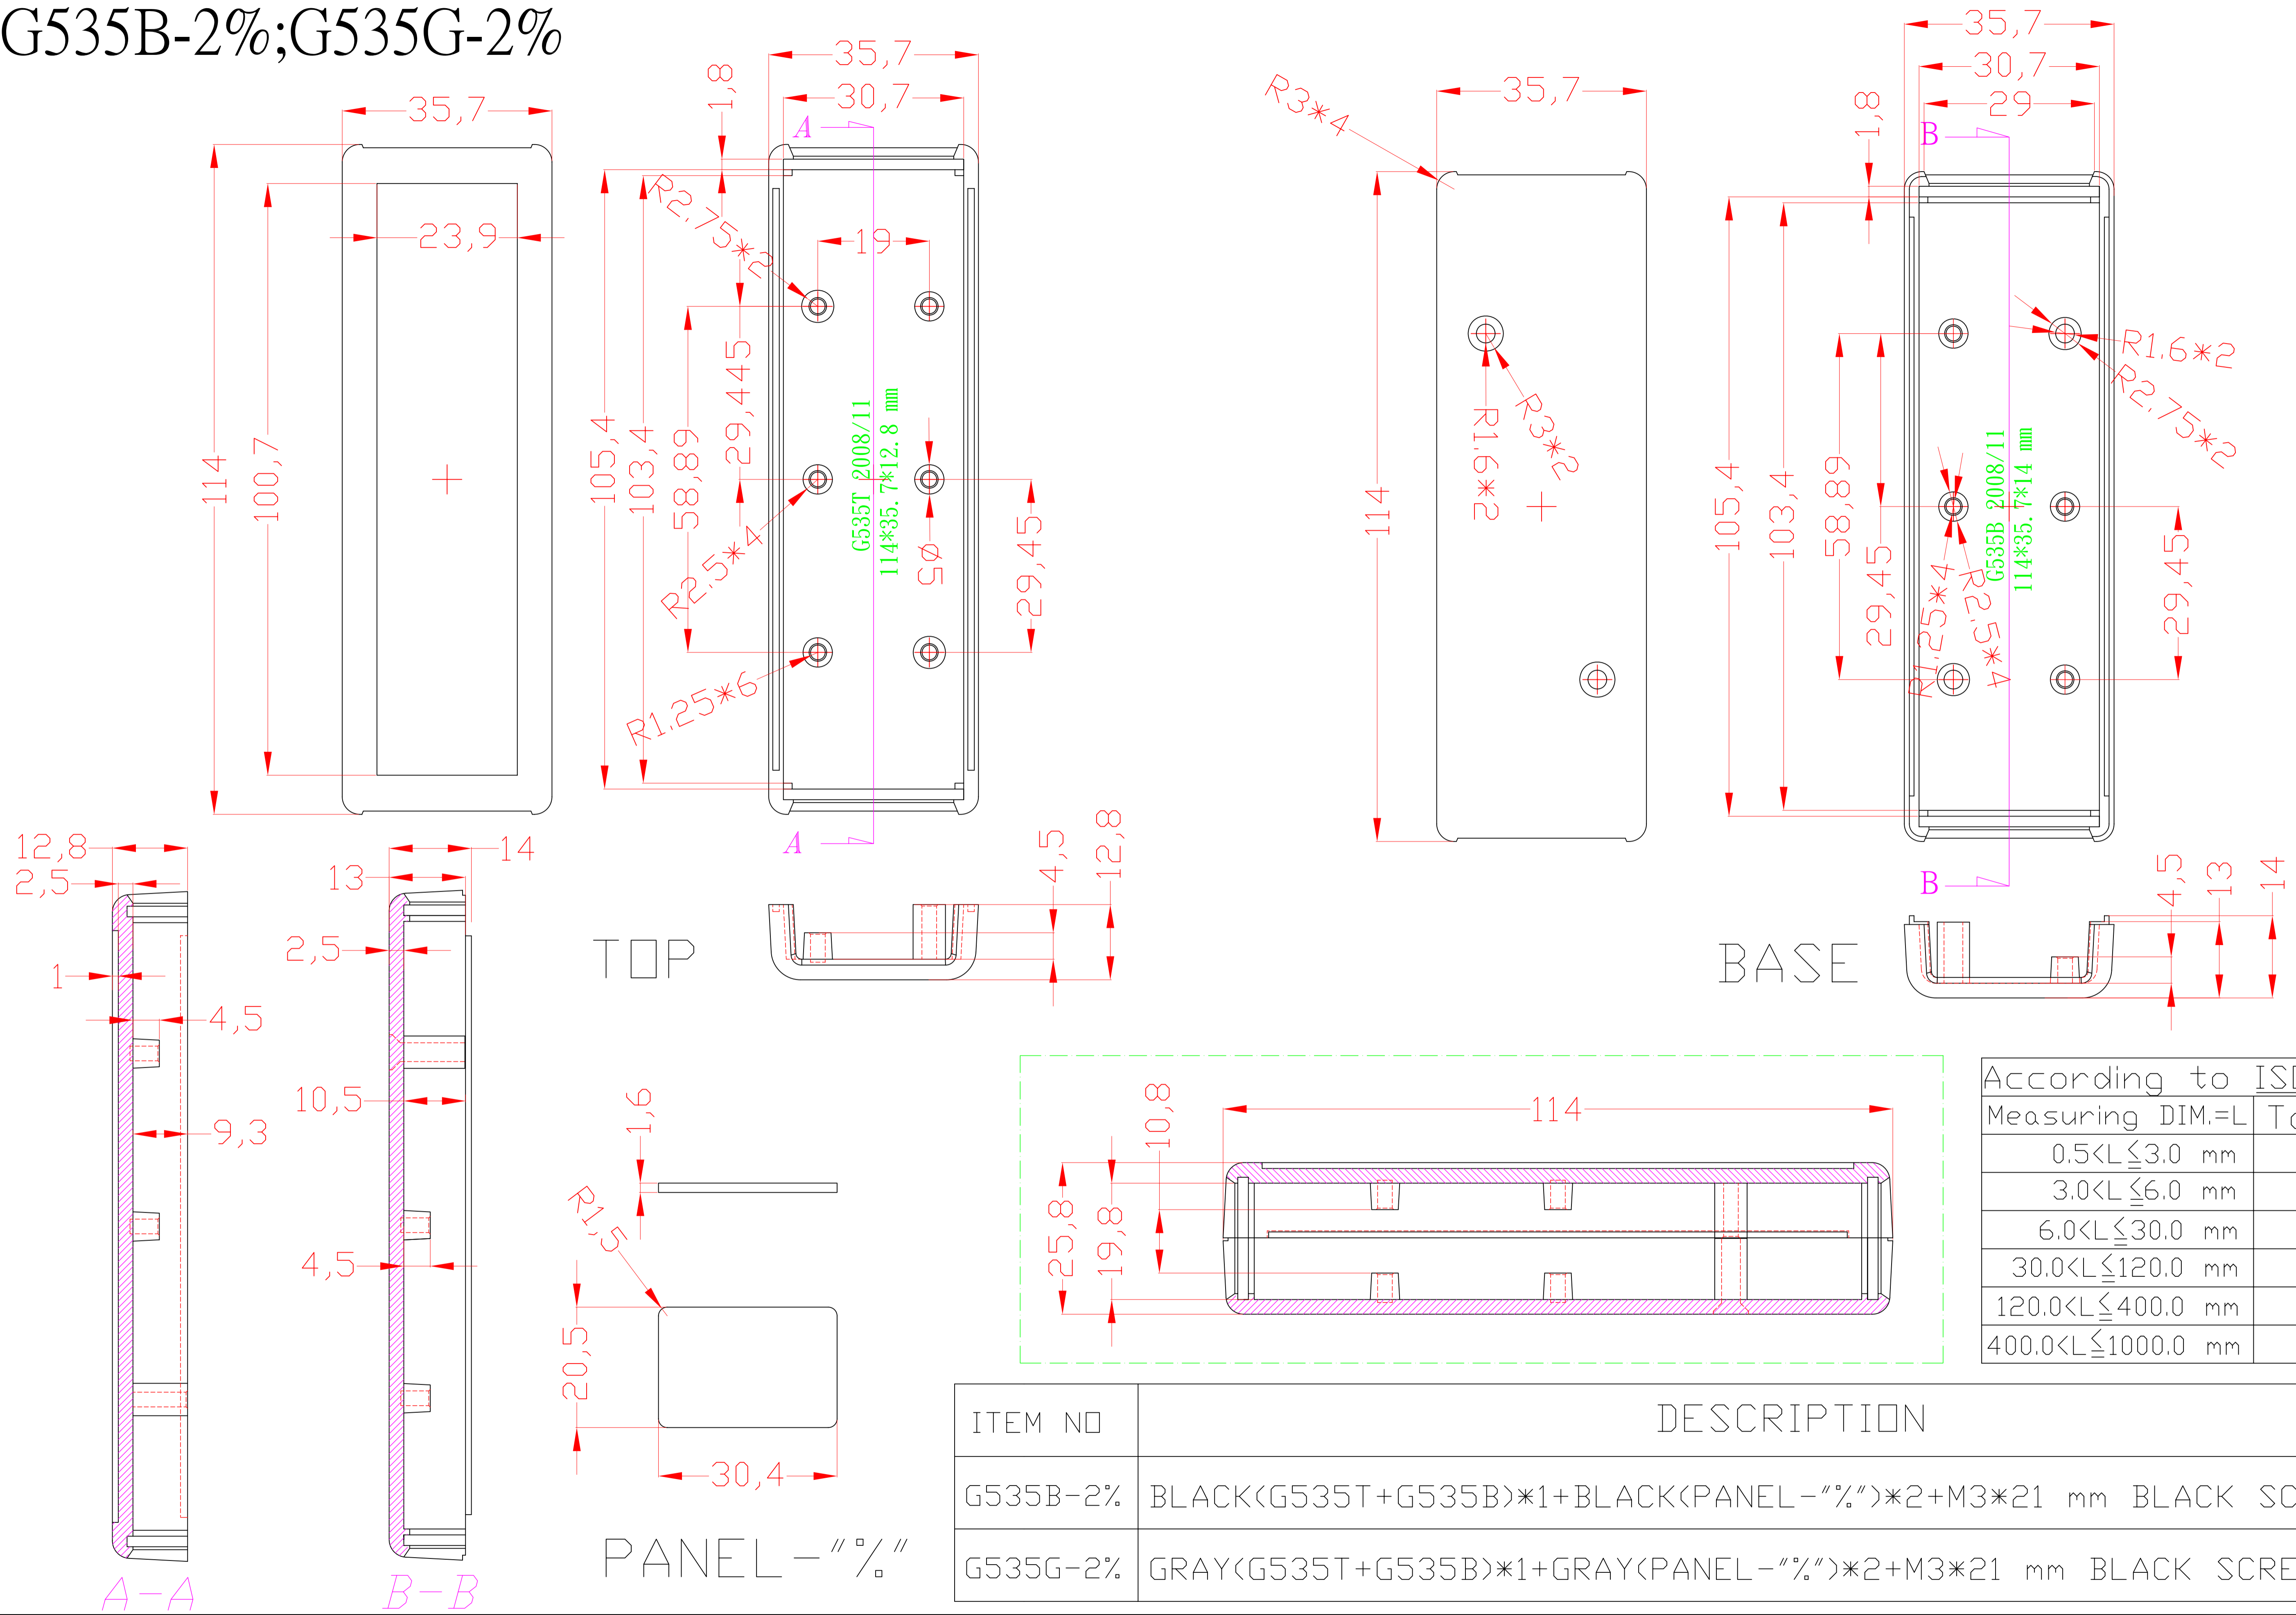 G535B-2%;G535G-2%
35,7
114
100,7
23,9
35,7
30,7
1,8
A
R2.75*2
19
105,4
103,4
58,89
29,445
G535T 2008/11
114*35.7*12.8 mm
R2.5*4
Ø5
29,45
R1.25*6
A
R3*4
35,7
114
R1.6*2
R3*2
35,7
30,7
29
1,8
B
105,4
103,4
58,89
29,45
R1.6*2
R2.75*2
G535B 2008/11
114*35.7*14 mm
R1.25*4
R2.5*4
29,45
B
12,8
2,5
1
4,5
9,3
A-A
14
13
2,5
10,5
4,5
B-B
TOP
4,5
12,8
BASE
4,5
13
14
1,6
R1.5
20,5
30,4
PANEL-"%"
114
10,8
25,8
19,8
According to
Measuring DIM.=L
0.5<L≦3.0 mm
3.0<L≦6.0 mm
6.0<L≦30.0 mm
30.0<L≦120.0 mm
120.0<L≦400.0 mm
400.0<L≦1000.0 mm
ITEM NO DESCRIPTION
G535B-2% BLACK(G535T+G535B)*1+BLACK(PANEL-"%")*2+M3*21 mm BLACK
G535G-2% GRAY(G535T+G535B)*1+GRAY(PANEL-"%")*2+M3*21 mm BLACK